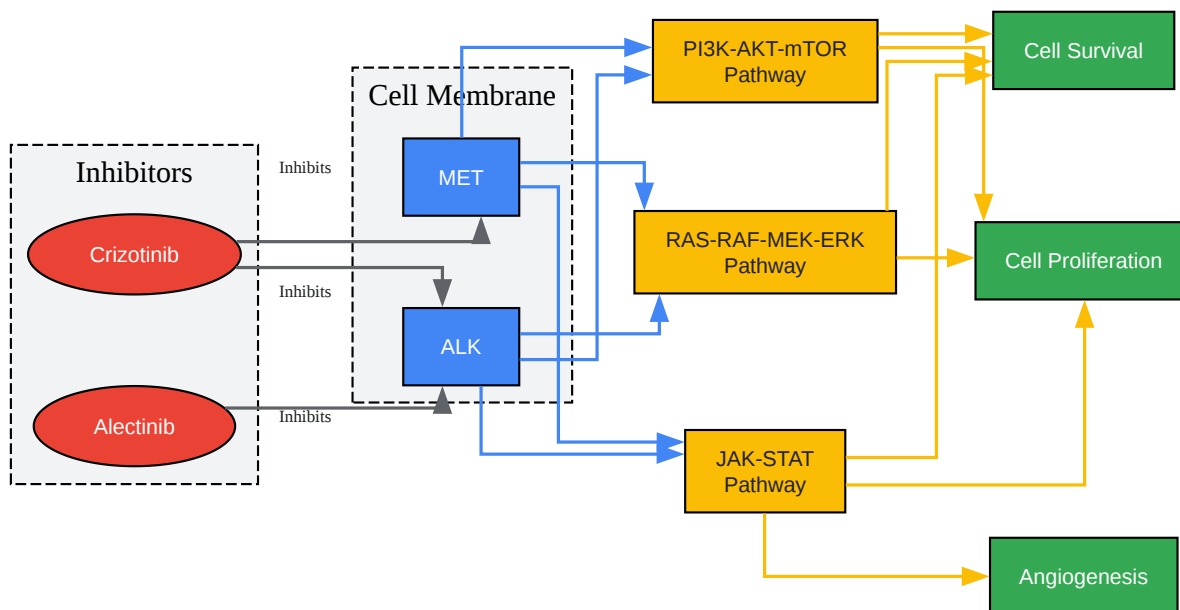 PI3K-AKT-mTOR
Pathway
Cell Survival
Cell Membrane
Inhibitors
Inhibits
MET
Crizotinib
RAS-RAF-MEK-ERK
Pathway
Cell Proliferation
Inhibits
ALK
Alectinib
Inhibits
JAK-STAT
Pathway
Angiogenesis